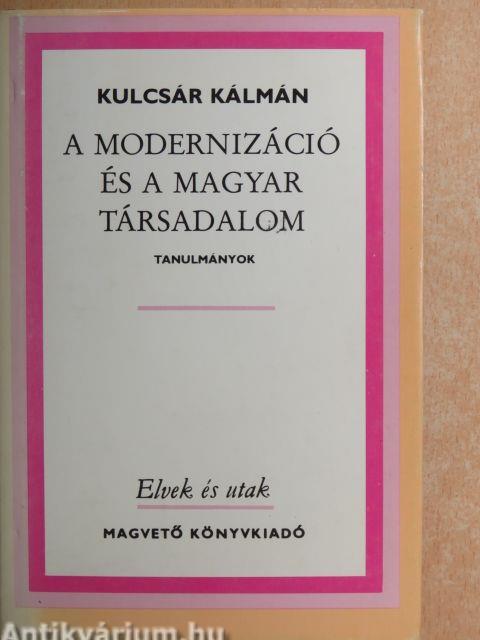 KULCSÁR KÁLMÁN
A MODERNIZÁCIÓ
ÉS A MAGYAR
TÁRSADALOM
TANULMÁNYOK
Elvek és utak
MAGVETŐ KÖNYVKIADÓ
Antikvárium.hu